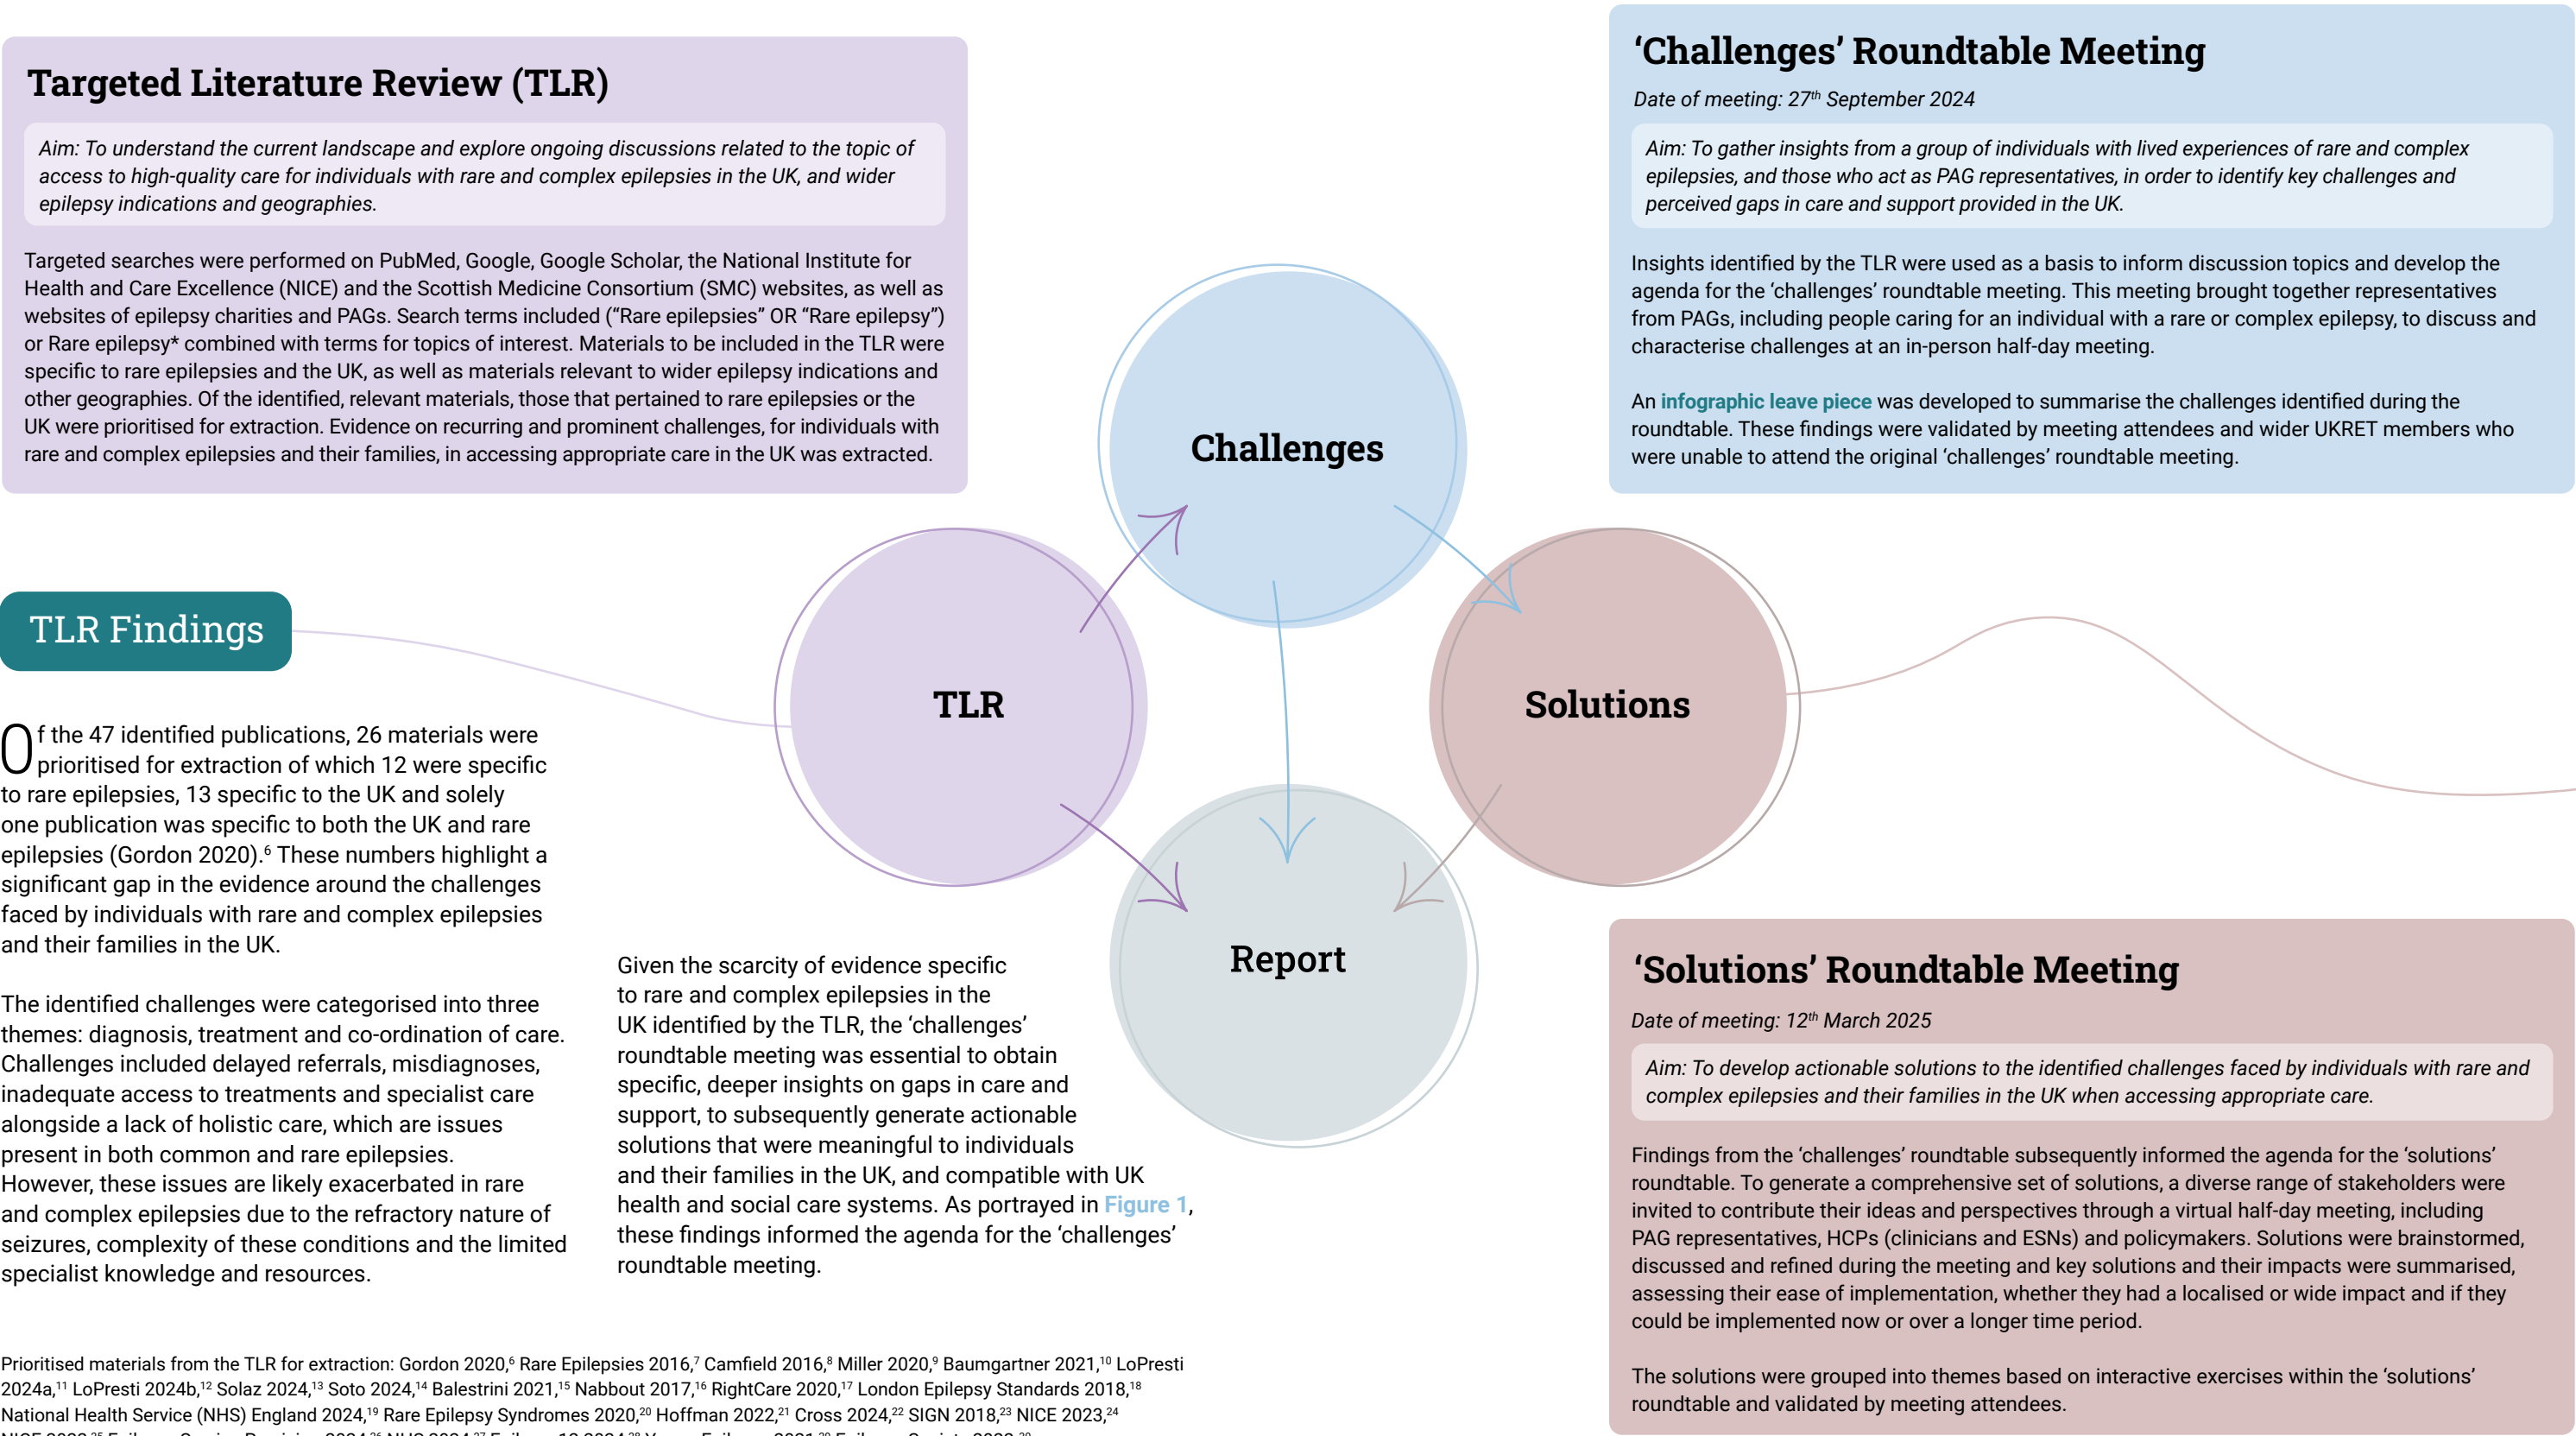 Targeted Literature Review (TLR)
Aim: To understand the current landscape and explore ongoing discussions related to the topic of
access to high-quality care for individuals with rare and complex epilepsies in the UK, and wider
epilepsy indications and geographies.
Targeted searches were performed on PubMed, Google, Google Scholar, the National Institute for
Health and Care Excellence (NICE) and the Scottish Medicine Consortium (SMC) websites, as well as
websites of epilepsy charities and PAGs. Search terms included (“Rare epilepsies” OR “Rare epilepsy”)
or Rare epilepsy* combined with terms for topics of interest. Materials to be included in the TLR were
specific to rare epilepsies and the UK, as well as materials relevant to wider epilepsy indications and
other geographies. Of the identified, relevant materials, those that pertained to rare epilepsies or the
UK were prioritised for extraction. Evidence on recurring and prominent challenges, for individuals with
rare and complex epilepsies and their families, in accessing appropriate care in the UK was extracted.
‘Challenges’ Roundtable Meeting
Date of meeting: 27th September 2024
Aim: To gather insights from a group of individuals with lived experiences of rare and complex
epilepsies, and those who act as PAG representatives, in order to identify key challenges and
perceived gaps in care and support provided in the UK.
Insights identified by the TLR were used as a basis to inform discussion topics and develop the
agenda for the ‘challenges’ roundtable meeting. This meeting brought together representatives
from PAGs, including people caring for an individual with a rare or complex epilepsy, to discuss and
characterise challenges at an in-person half-day meeting.
An infographic leave piece was developed to summarise the challenges identified during the
roundtable. These findings were validated by meeting attendees and wider UKRET members who
were unable to attend the original ‘challenges’ roundtable meeting.
Challenges
TLR
Solutions
Report
TLR Findings
Of the 47 identified publications, 26 materials were
prioritised for extraction of which 12 were specific
to rare epilepsies, 13 specific to the UK and solely
one publication was specific to both the UK and rare
epilepsies (Gordon 2020).6 These numbers highlight a
significant gap in the evidence around the challenges
faced by individuals with rare and complex epilepsies
and their families in the UK.
The identified challenges were categorised into three
themes: diagnosis, treatment and co-ordination of care.
Challenges included delayed referrals, misdiagnoses,
inadequate access to treatments and specialist care
alongside a lack of holistic care, which are issues
present in both common and rare epilepsies.
However, these issues are likely exacerbated in rare
and complex epilepsies due to the refractory nature of
seizures, complexity of these conditions and the limited
specialist knowledge and resources.
Given the scarcity of evidence specific
to rare and complex epilepsies in the
UK identified by the TLR, the ‘challenges’
roundtable meeting was essential to obtain
specific, deeper insights on gaps in care and
support, to subsequently generate actionable
solutions that were meaningful to individuals
and their families in the UK, and compatible with UK
health and social care systems. As portrayed in Figure 1,
these findings informed the agenda for the ‘challenges’
roundtable meeting.
‘Solutions’ Roundtable Meeting
Date of meeting: 12th March 2025
Aim: To develop actionable solutions to the identified challenges faced by individuals with rare and
complex epilepsies and their families in the UK when accessing appropriate care.
Findings from the ‘challenges’ roundtable subsequently informed the agenda for the ‘solutions’
roundtable. To generate a comprehensive set of solutions, a diverse range of stakeholders were
invited to contribute their ideas and perspectives through a virtual half-day meeting, including
PAG representatives, HCPs (clinicians and ESNs) and policymakers. Solutions were brainstormed,
discussed and refined during the meeting and key solutions and their impacts were summarised,
assessing their ease of implementation, whether they had a localised or wide impact and if they
could be implemented now or over a longer time period.
The solutions were grouped into themes based on interactive exercises within the ‘solutions’
roundtable and validated by meeting attendees.
Prioritised materials from the TLR for extraction: Gordon 2020,6 Rare Epilepsies 2016,7 Camfield 2016,8 Miller 2020,9 Baumgartner 2021,10 LoPresti
2024a,11 LoPresti 2024b,12 Solaz 2024,13 Soto 2024,14 Balestrini 2021,15 Nabbout 2017,16 RightCare 2020,17 London Epilepsy Standards 2018,18
National Health Service (NHS) England 2024,19 Rare Epilepsy Syndromes 2020,20 Hoffman 2022,21 Cross 2024,22 SIGN 2018,23 NICE 2023,24